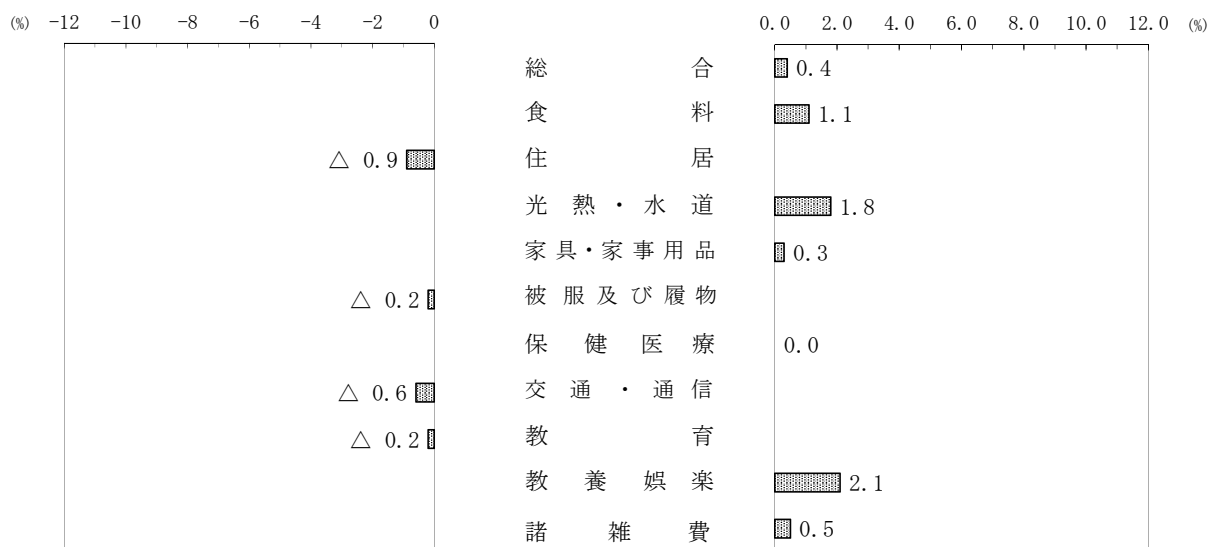 (%) -12 -10 -8 -6 -4 -2 0 0.0 2.0 4.0 6.0 8.0 10.0 12.0 (%)
総合 0.4
食料 1.1
△ 0.9 住居
光熱・水道 1.8
家具・家事用品 0.3
△ 0.2 被服及び履物
保健医療 0.0
△ 0.6 交通・通信
△ 0.2 教育
教養娯楽 2.1
諸雑費 0.5